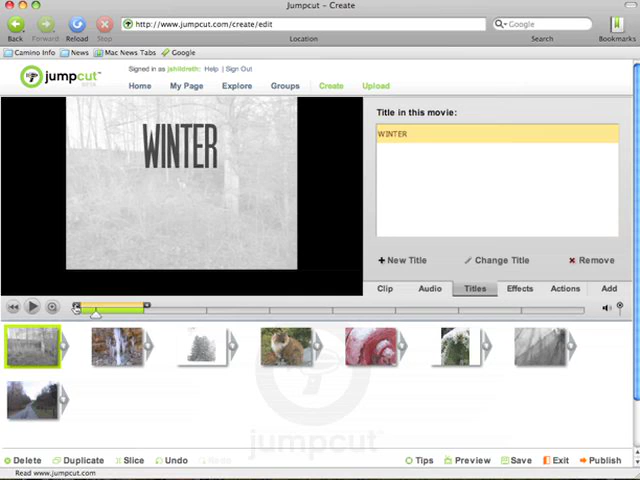 Jumpcut - Create
http://www.jumpcut.com/create/edit
Google
Back Forward Reload Stop Location Search Bookmarks
Camino Info News Mac News Tabs Google
jumpcut™
BETA
Signed in as jshildreth: Help | Sign Out
Home My Page Explore Groups Create Upload
WINTER
Title in this movie:
WINTER
New Title Change Title Remove
Clip Audio Titles Effects Actions Add
jumpcut
Delete Duplicate Slice Undo Redo Tips Preview Save Exit Publish
Read www.jumpcut.com